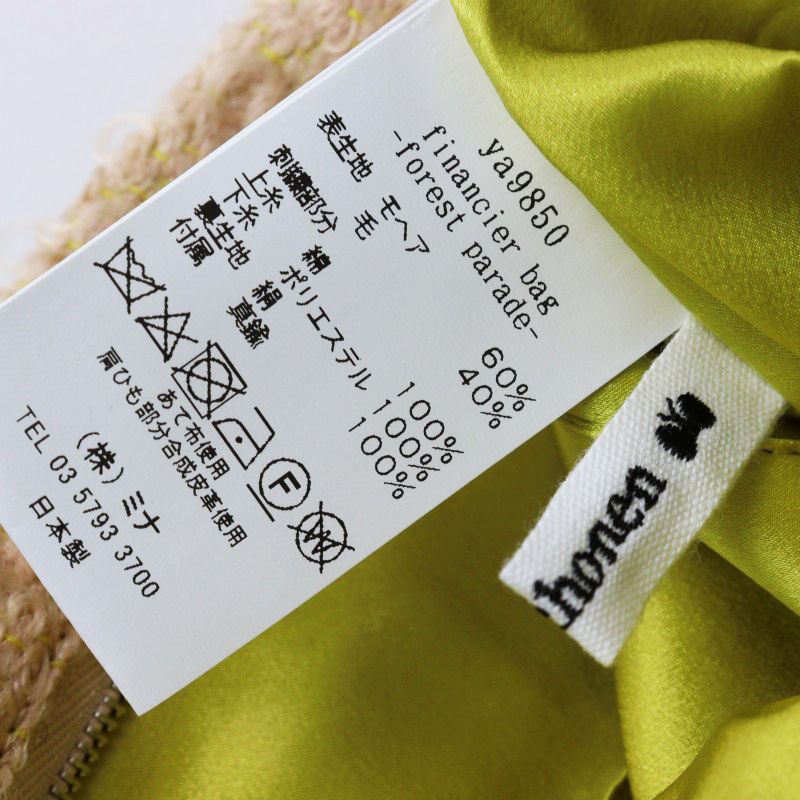 ya9850
financier bag
-forest parade-
表生地 モヘア 60%
毛 40%
刺繍部分
上糸 綿 100%
下糸 ポリエステル 100%
裏生地 絹 100%
付属 真鍮
あて布使用
肩ひも部分合成皮革使用
(株)ミナ
TEL 03 5793 3700
日本製
F
W
honen